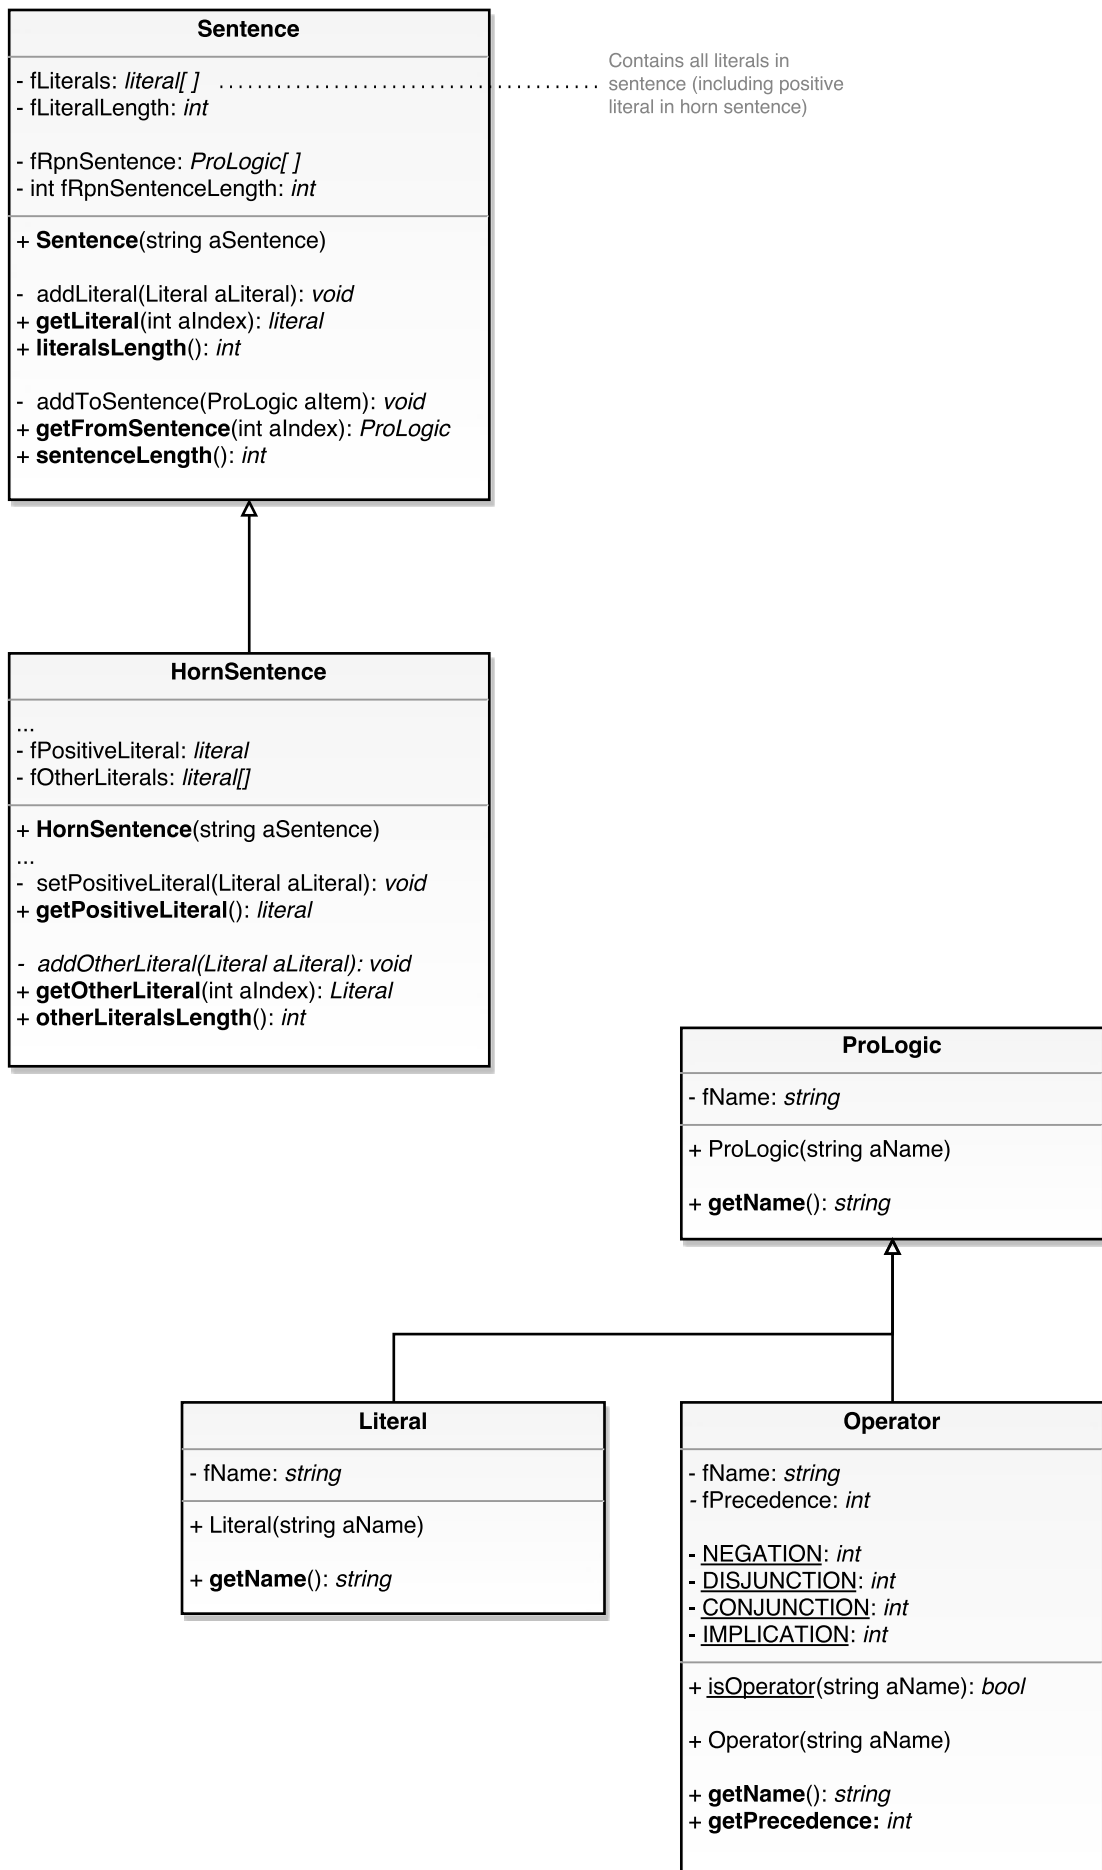 Sentence
- fLiterals: literal[ ]
Contains all literals in
sentence (including positive
literal in horn sentence)
- fLiteralLength: int
- fRpnSentence: ProLogic[ ]
- int fRpnSentenceLength: int
+ Sentence(string aSentence)
- addLiteral(Literal aLiteral): void
+ getLiteral(int aIndex): literal
+ literalsLength(): int
- addToSentence(ProLogic aItem): void
+ getFromSentence(int aIndex): ProLogic
+ sentenceLength(): int
HornSentence
...
- fPositiveLiteral: literal
- fOtherLiterals: literal[]
+ HornSentence(string aSentence)
...
- setPositiveLiteral(Literal aLiteral): void
+ getPositiveLiteral(): literal
- addOtherLiteral(Literal aLiteral): void
+ getOtherLiteral(int aIndex): Literal
+ otherLiteralsLength(): int
ProLogic
- fName: string
+ ProLogic(string aName)
+ getName(): string
Literal
- fName: string
+ Literal(string aName)
+ getName(): string
Operator
- fName: string
- fPrecedence: int
- NEGATION: int
- DISJUNCTION: int
- CONJUNCTION: int
- IMPLICATION: int
+ isOperator(string aName): bool
+ Operator(string aName)
+ getName(): string
+ getPrecedence: int